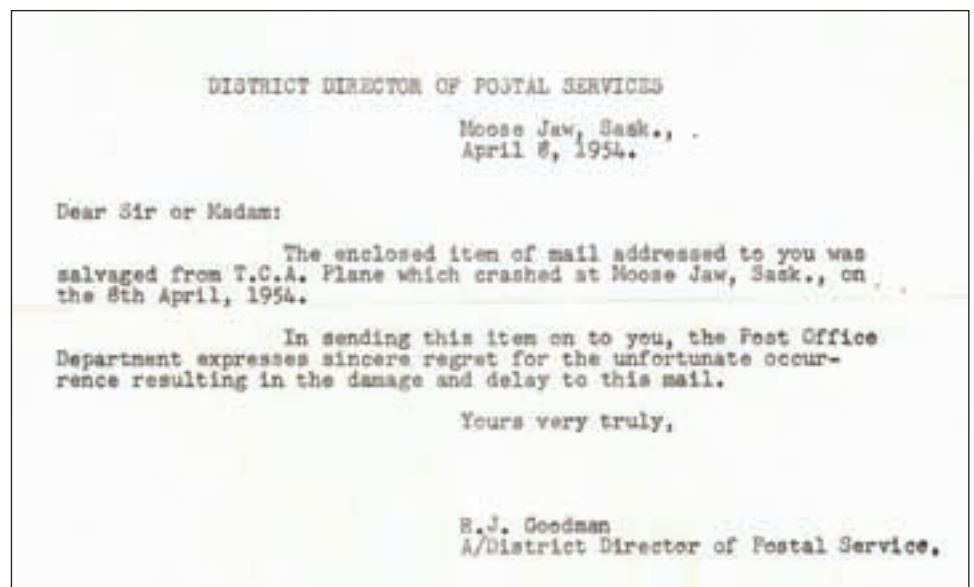 DISTRICT DIRECTOR OF POSTAL SERVICES
Moose Jaw, Sask.,
April 8, 1954.
Dear Sir or Madam:
The enclosed item of mail addressed to you was
salvaged from T.C.A. Plane which crashed at Moose Jaw, Sask., on
the 8th April, 1954.
In sending this item on to you, the Post Office
Department expresses sincere regret for the unfortunate occur-
rence resulting in the damage and delay to this mail.
Yours very truly,
R.J. Goodman
A/District Director of Postal Service.